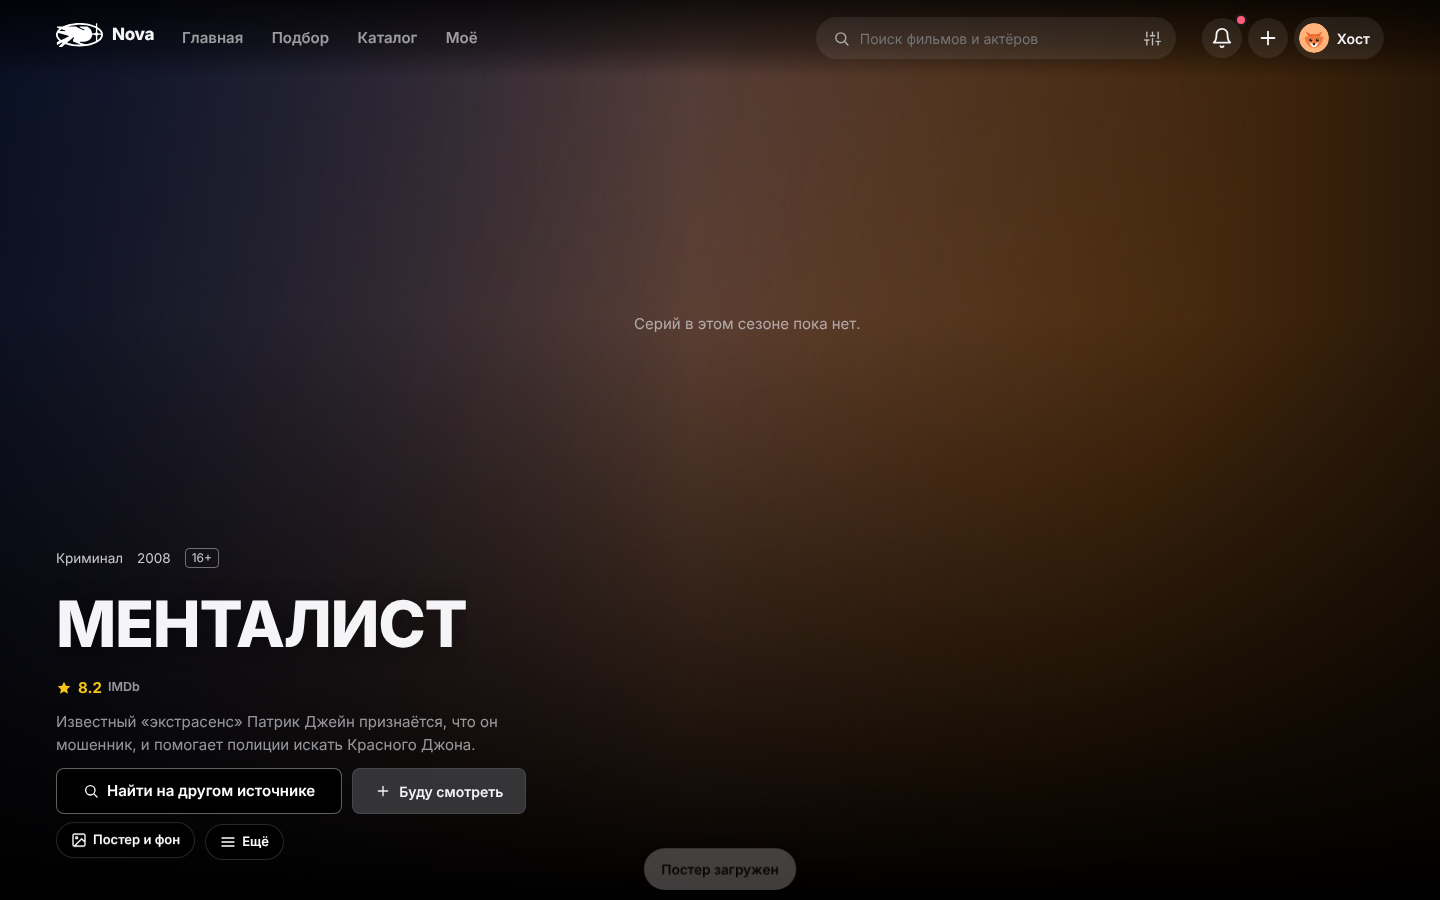 Nova
Главная
Подбор
Каталог
Моё
Поиск фильмов и актёров
Хост
Серий в этом сезоне пока нет.
Криминал 2008 16+
МЕНТАЛИСТ
8.2 IMDb
Известный «экстрасенс» Патрик Джейн признаётся, что он
мошенник, и помогает полиции искать Красного Джона.
Найти на другом источнике
Буду смотреть
Постер и фон
Ещё
Постер загружен